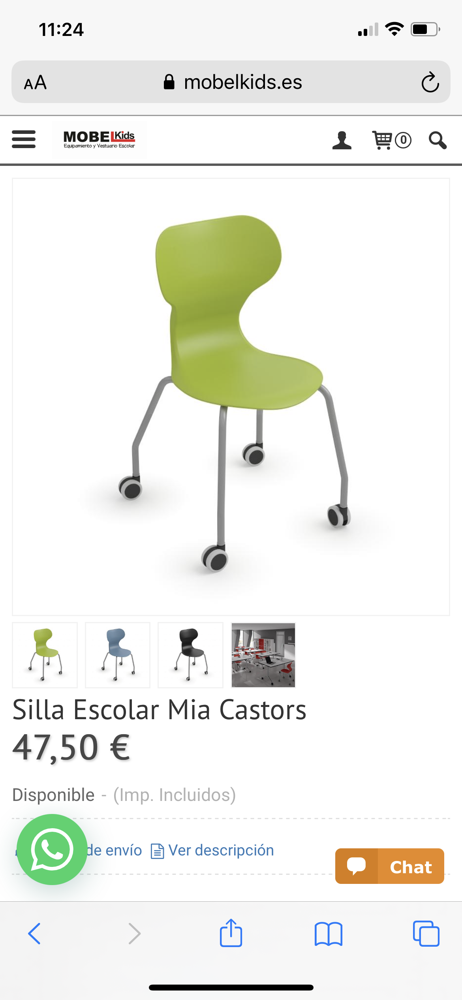 11:24
AA mobelkids.es
MOBELKids
Equipamiento y Vestuario Escolar
0
Silla Escolar Mia Castors
47,50 €
Disponible - (Imp. Incluidos)
de envío Ver descripción
Chat